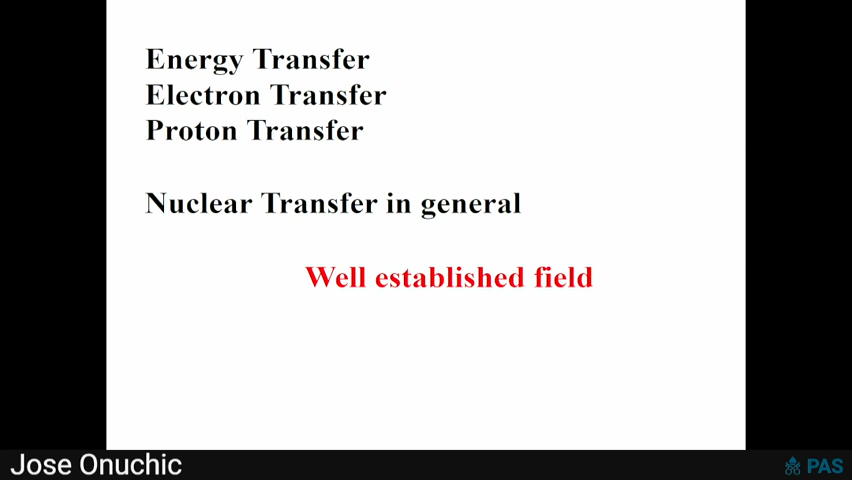 Energy Transfer
Electron Transfer
Proton Transfer
Nuclear Transfer in general
Well established field
Jose Onuchic
PAS